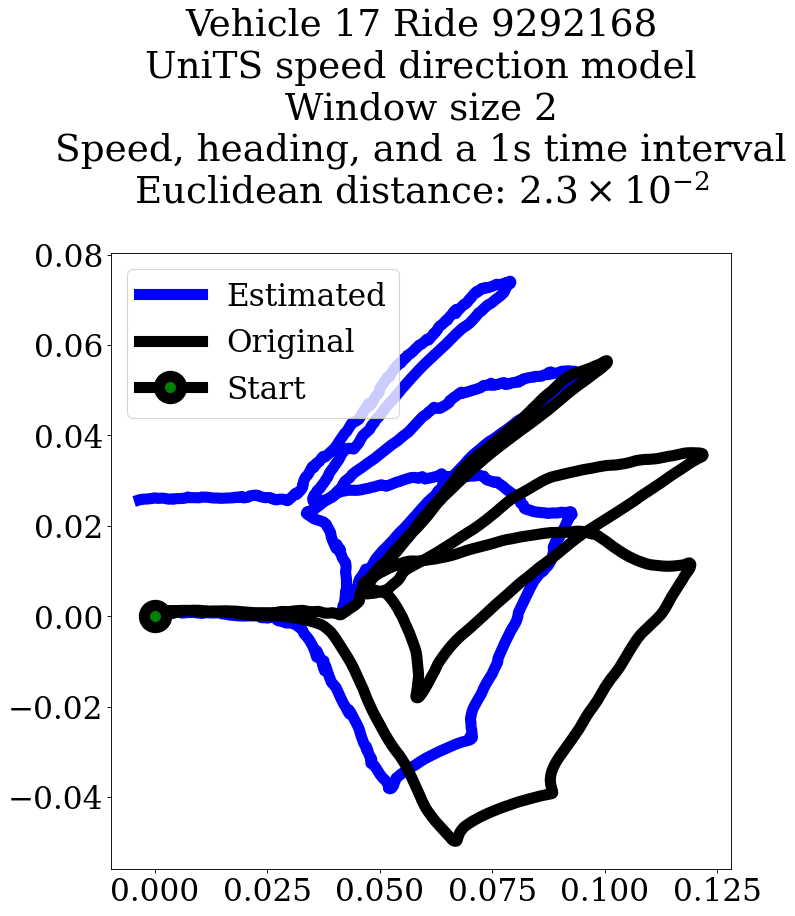 Vehicle 17 Ride 9292168
UniTS speed direction model
Window size 2
Speed, heading, and a 1s time interval
Euclidean distance: 2.3 × 10⁻²
0.08
Estimated
0.06
Original
Start
0.04
0.02
0.00
−0.02
−0.04
0.000 0.025 0.050 0.075 0.100 0.125